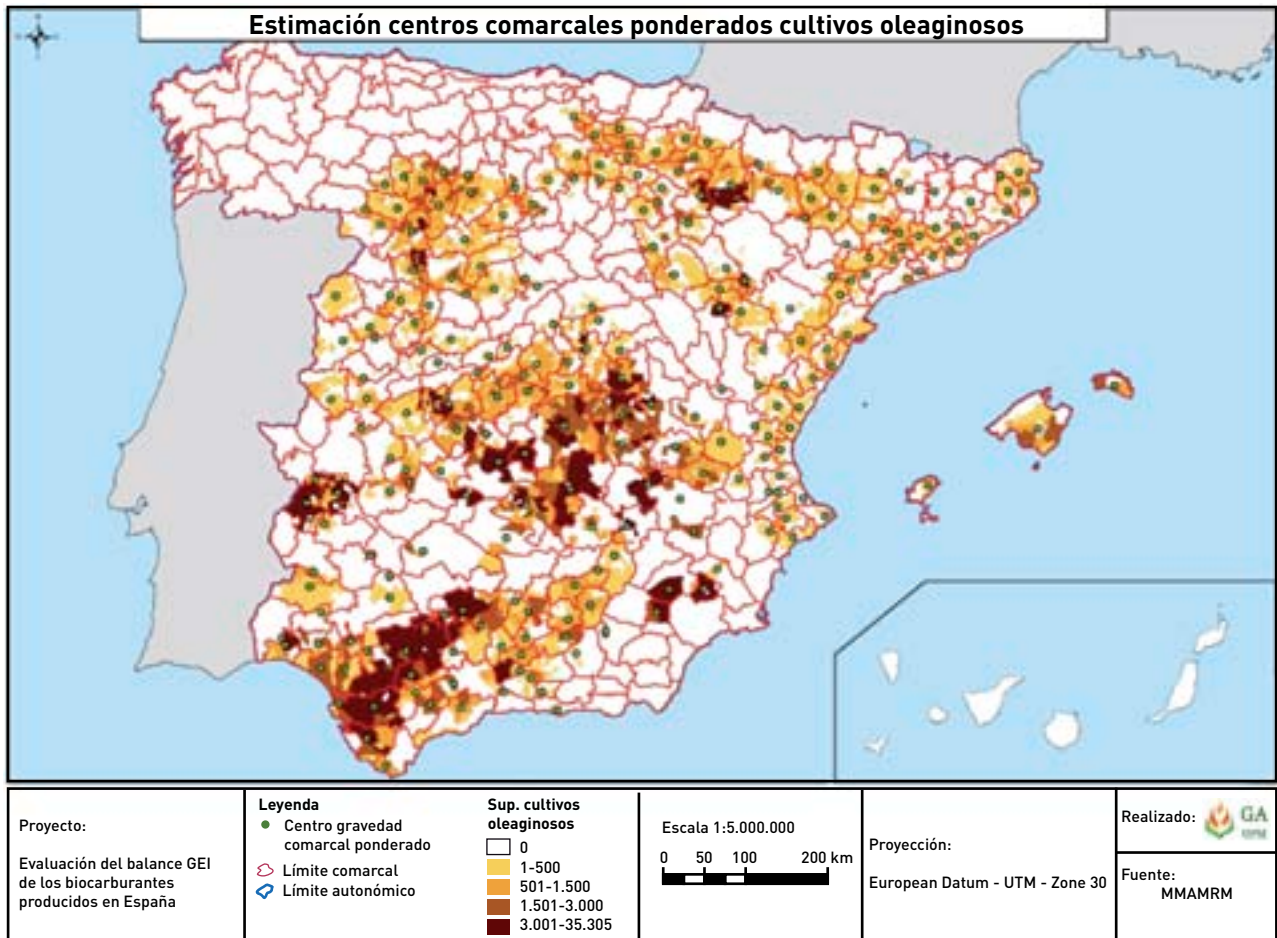 Estimación centros comarcales ponderados cultivos oleaginosos
Proyecto:
Evaluación del balance GEI
de los biocarburantes
producidos en España
Leyenda
Centro gravedad
comarcal ponderado
Límite comarcal
Límite autonómico
Sup. cultivos
oleaginosos
0
1-500
501-1.500
1.501-3.000
3.001-35.305
Escala 1:5.000.000
0 50 100 200 km
Proyección:
European Datum - UTM - Zone 30
Realizado:
GA
Fuente:
MMAMRM